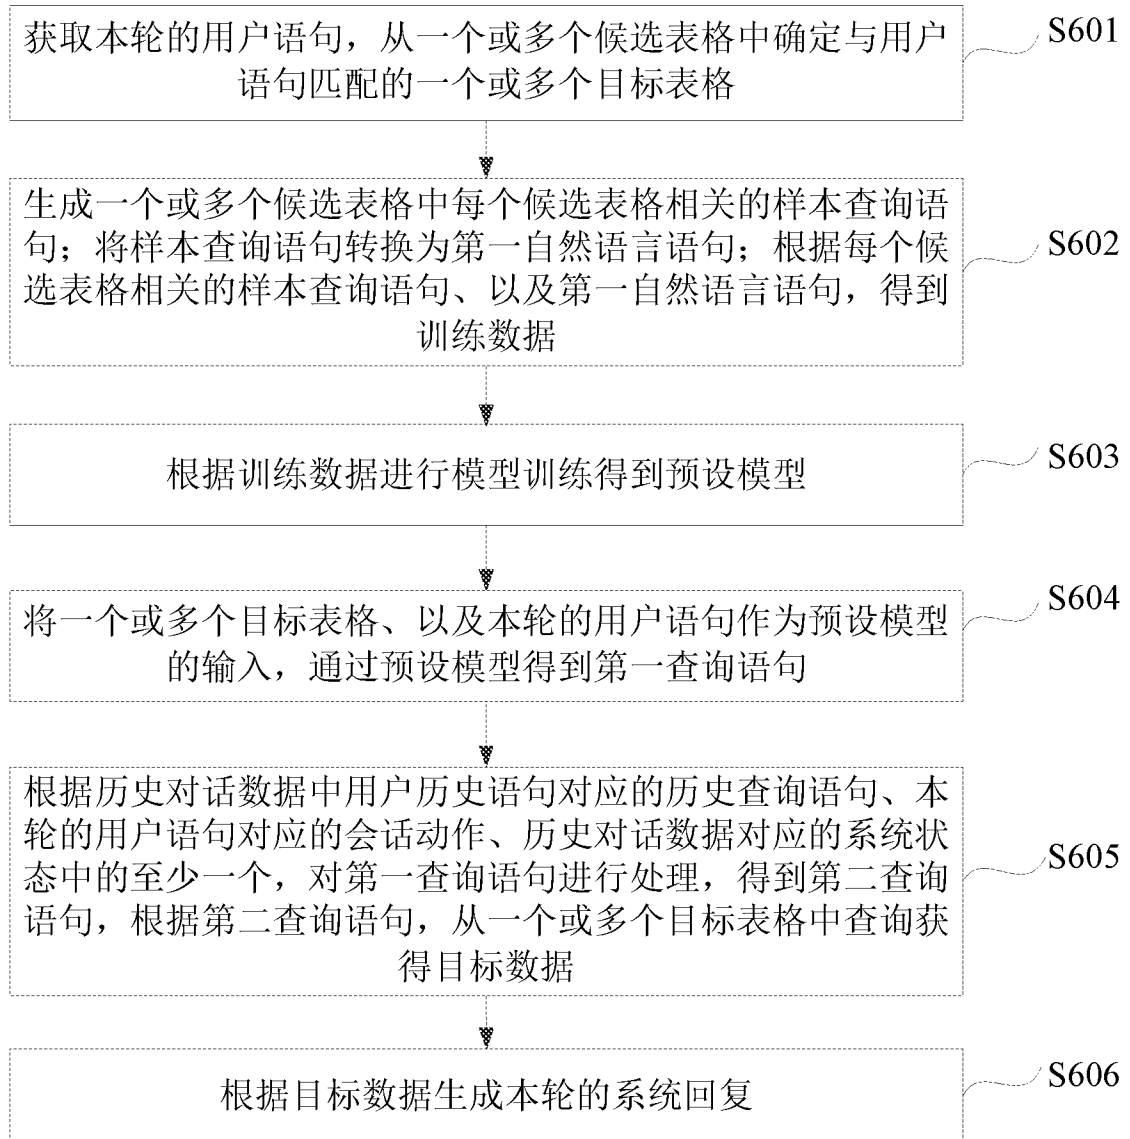 获取本轮的用户语句，从一个或多个候选表格中确定与用户
语句匹配的一个或多个目标表格
S601
生成一个或多个候选表格中每个候选表格相关的样本查询语
句；将样本查询语句转换为第一自然语言语句；根据每个候
选表格相关的样本查询语句、以及第一自然语言语句，得到
训练数据
S602
根据训练数据进行模型训练得到预设模型
S603
将一个或多个目标表格、以及本轮的用户语句作为预设模型
的输入，通过预设模型得到第一查询语句
S604
根据历史对话数据中用户历史语句对应的历史查询语句、本
轮的用户语句对应的会话动作、历史对话数据对应的系统状
态中的至少一个，对第一查询语句进行处理，得到第二查询
语句，根据第二查询语句，从一个或多个目标表格中查询获
得目标数据
S605
根据目标数据生成本轮的系统回复
S606